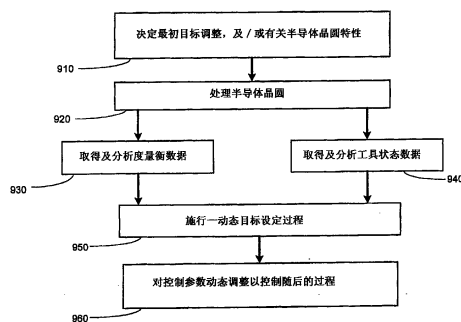 决定最初目标调整，及/或有关半导体晶圆特性
910
处理半导体晶圆
920
取得及分析度量衡数据
930
取得及分析工具状态数据
940
施行一动态目标设定过程
950
对控制参数动态调整以控制随后的过程
960